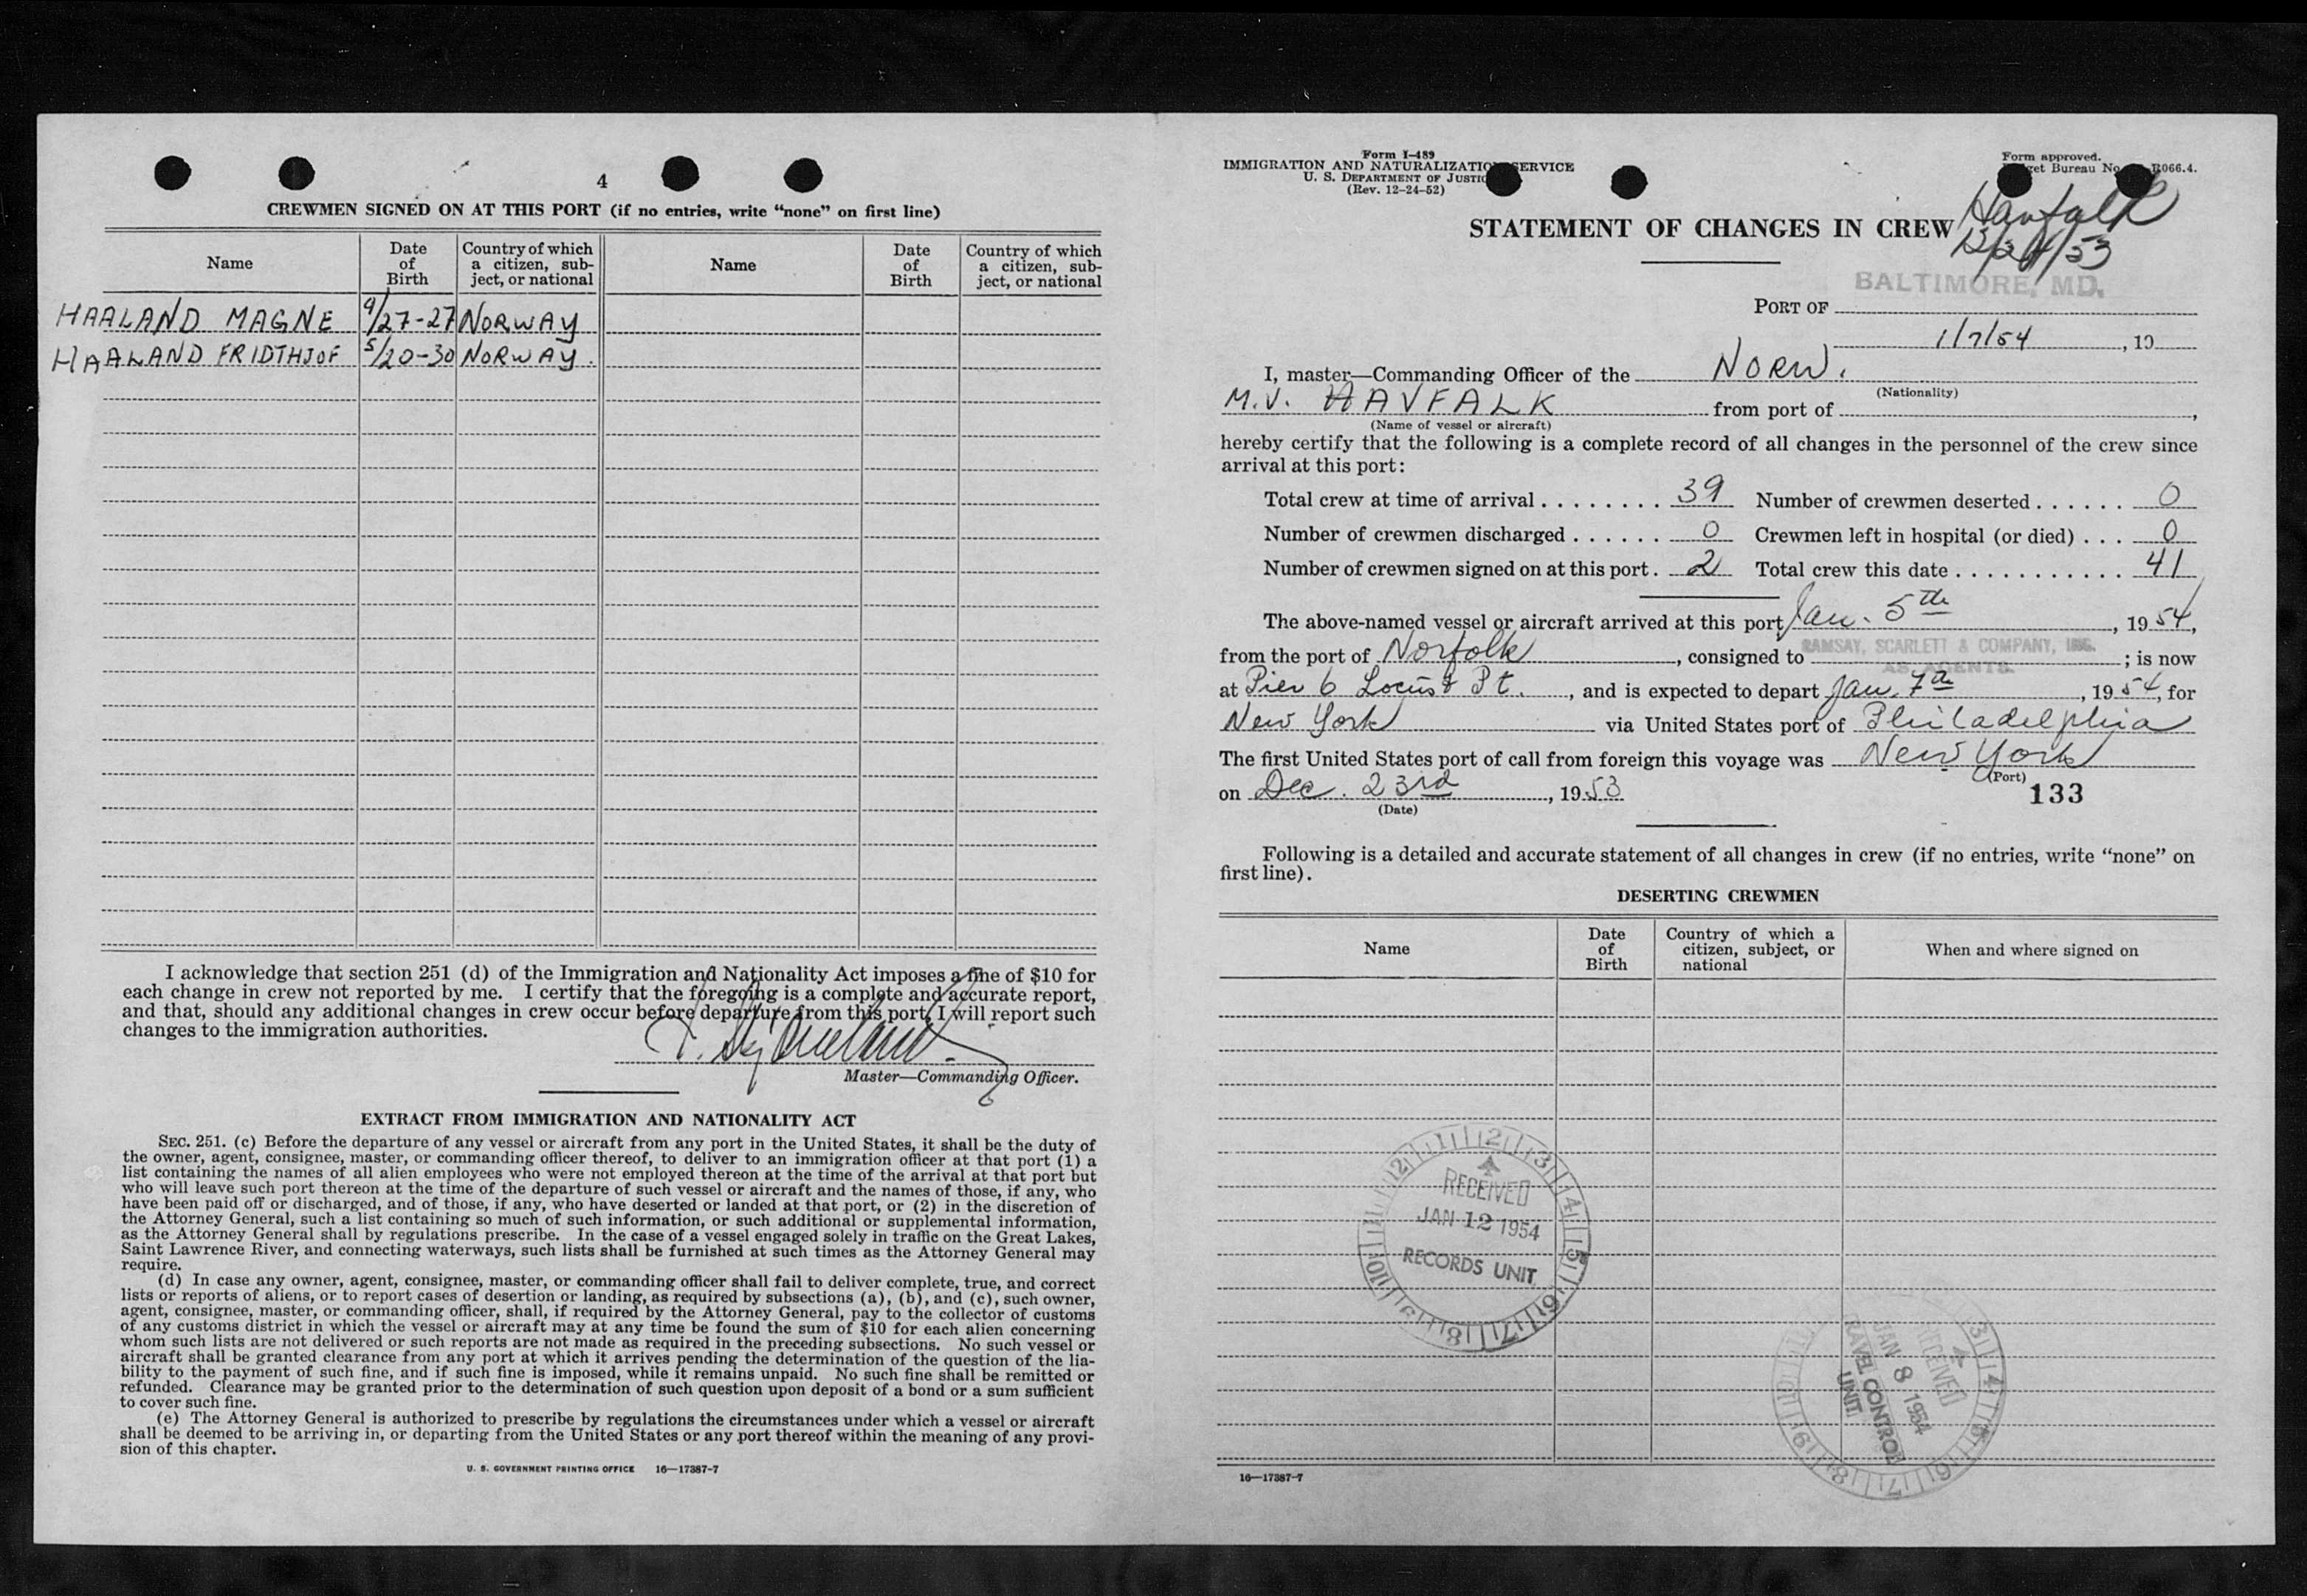 4
CREWMEN SIGNED ON AT THIS PORT (if no entries, write “none” on first line)
Name
Date of Birth
Country of which a citizen, sub-ject, or national
Name
Date of Birth
Country of which a citizen, sub-ject, or national
HAALAND MAGNE 9/27-27 NORWAY
HAALAND FRIDTHJOF 5/20-30 NORWAY.
I acknowledge that section 251 (d) of the Immigration and Nationality Act imposes a fine of $10 for
each change in crew not reported by me. I certify that the foregoing is a complete and accurate report,
and that, should any additional changes in crew occur before departure from this port, I will report such
changes to the immigration authorities.
Master—Commanding Officer.
EXTRACT FROM IMMIGRATION AND NATIONALITY ACT
SEC. 251. (c) Before the departure of any vessel or aircraft from any port in the United States, it shall be the duty of
the owner, agent, consignee, master, or commanding officer thereof, to deliver to an immigration officer at that port (1) a
list containing the names of all alien employees who were not employed thereon at the time of the arrival at that port but
who will leave such port thereon at the time of the departure of such vessel or aircraft and the names of those, if any, who
have been paid off or discharged, and of those, if any, who have deserted or landed at that port, or (2) in the discretion of
the Attorney General, such a list containing so much of such information, or such additional or supplemental information,
as the Attorney General shall by regulations prescribe. In the case of a vessel engaged solely in traffic on the Great Lakes,
Saint Lawrence River, and connecting waterways, such lists shall be furnished at such times as the Attorney General may
require.
(d) In case any owner, agent, consignee, master, or commanding officer shall fail to deliver complete, true, and correct
lists or reports of aliens, or to report cases of desertion or landing, as required by subsections (a), (b), and (c), such owner,
agent, consignee, master, or commanding officer, shall, if required by the Attorney General, pay to the collector of customs
of any customs district in which the vessel or aircraft may at any time be found the sum of $10 for each alien concerning
whom such lists are not delivered or such reports are not made as required in the preceding subsections. No such vessel or
aircraft shall be granted clearance from any port at which it arrives pending the determination of the question of the lia-
bility to the payment of such fine, and if such fine is imposed, while it remains unpaid. No such fine shall be remitted or
refunded. Clearance may be granted prior to the determination of such question upon deposit of a bond or a sum sufficient
to cover such fine.
(e) The Attorney General is authorized to prescribe by regulations the circumstances under which a vessel or aircraft
shall be deemed to be arriving in, or departing from the United States or any port thereof within the meaning of any provi-
sion of this chapter.
U. S. GOVERNMENT PRINTING OFFICE 16—17387-7
Form I-489
IMMIGRATION AND NATURALIZATION SERVICE
U. S. DEPARTMENT OF JUSTIC
(Rev. 12-24-52)
Form approved.
get Bureau No. R066.4.
Havfalk
12/24/53
STATEMENT OF CHANGES IN CREW
BALTIMORE, MD.
PORT OF
1/7/54, 19
I, master—Commanding Officer of the NORW.
(Nationality)
M.V. HAVFALK from port of ,
(Name of vessel or aircraft)
hereby certify that the following is a complete record of all changes in the personnel of the crew since
arrival at this port:
Total crew at time of arrival 39 Number of crewmen deserted 0
Number of crewmen discharged 0 Crewmen left in hospital (or died) 0
Number of crewmen signed on at this port 2 Total crew this date 41
The above-named vessel or aircraft arrived at this port Jan. 5th, 1954,
from the port of Norfolk, consigned to RAMSAY, SCARLETT & COMPANY, INC. AS AGENTS. ; is now
at Pier 6 Locust Pt., and is expected to depart Jan. 7th, 1954, for
New York via United States port of Philadelphia
The first United States port of call from foreign this voyage was New York
(Port)
on Dec. 23rd, 1953
(Date)
133
Following is a detailed and accurate statement of all changes in crew (if no entries, write “none” on
first line).
DESERTING CREWMEN
Name
Date of Birth
Country of which a citizen, subject, or national
When and where signed on
RECEIVED
JAN 12 1954
RECORDS UNIT
RECEIVED
JAN 8 1954
TRAVEL CONTROL
UNIT
16—17387-7